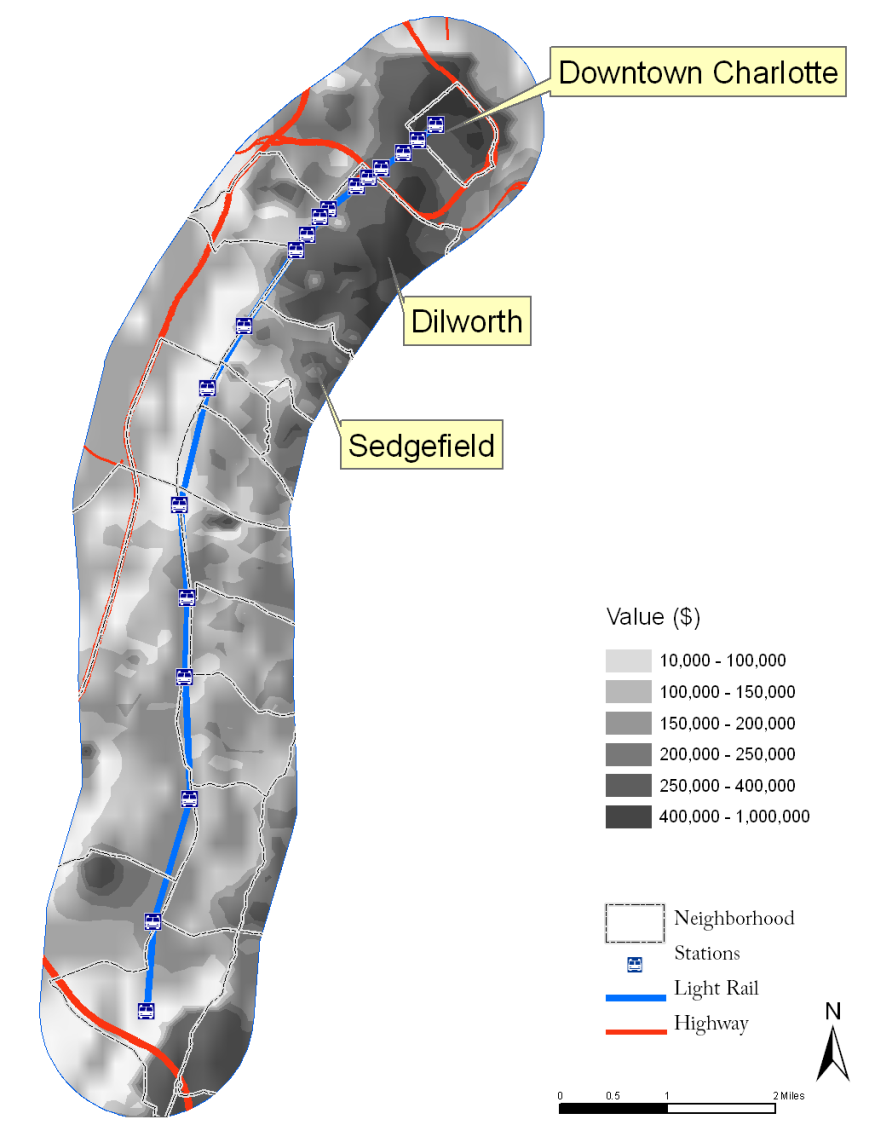 Downtown Charlotte
Dilworth
Sedgefield
Value ($)
10,000 - 100,000
100,000 - 150,000
150,000 - 200,000
200,000 - 250,000
250,000 - 400,000
400,000 - 1,000,000
Neighborhood
Stations
Light Rail
Highway
N
0 0.5 1 2 Miles